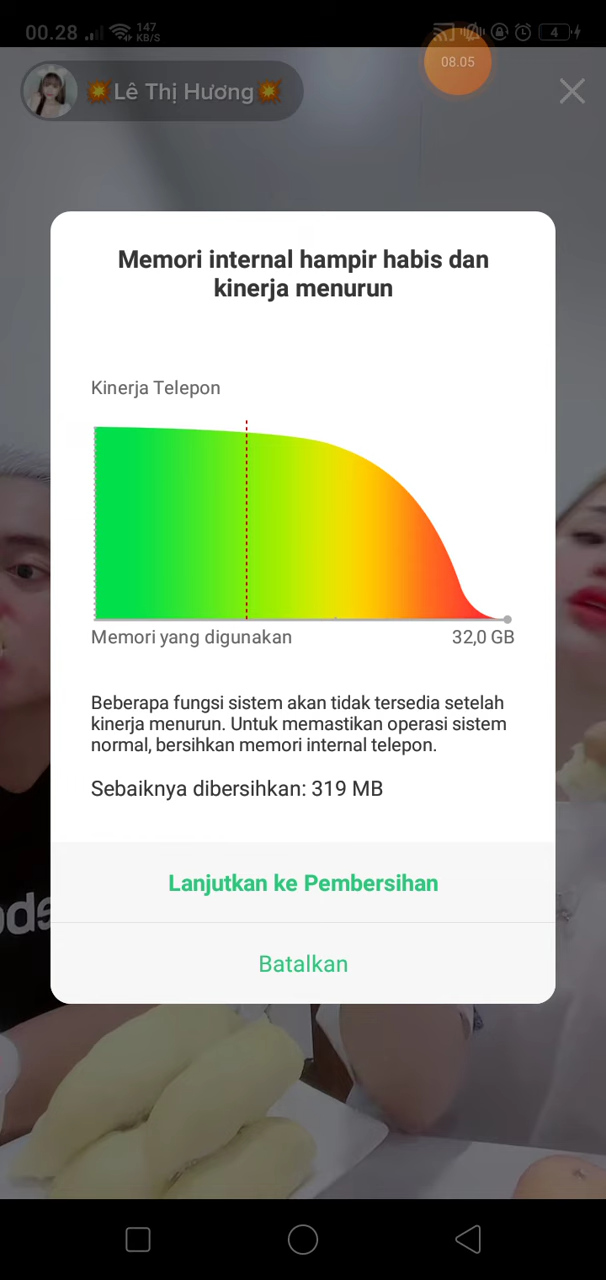 00.28
147
KB/S
4
08.05
💥Lê Thị Hương💥
Memori internal hampir habis dan
kinerja menurun
Kinerja Telepon
Memori yang digunakan
32,0 GB
Beberapa fungsi sistem akan tidak tersedia setelah
kinerja menurun. Untuk memastikan operasi sistem
normal, bersihkan memori internal telepon.
Sebaiknya dibersihkan: 319 MB
Lanjutkan ke Pembersihan
Batalkan